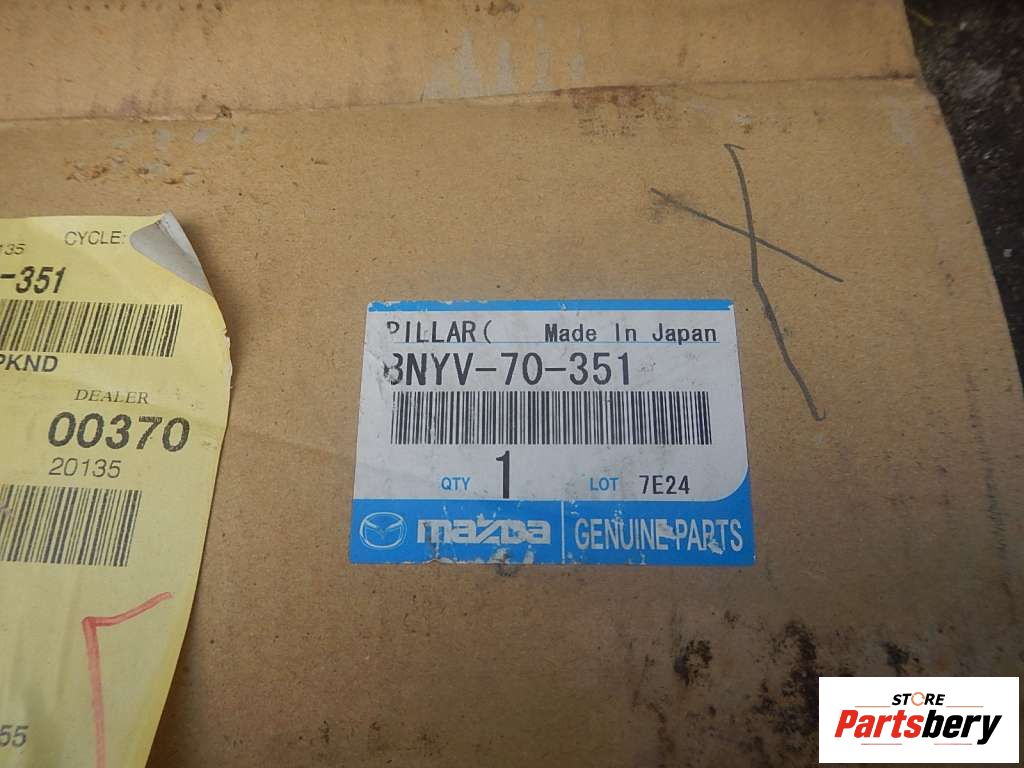 135 CYCLE:
-351
PKND
DEALER
00370
20135
55
PILLAR( Made In Japan
BNYV-70-351
QTY 1 LOT 7E24
mazda GENUINE PARTS
STORE
Partsbery